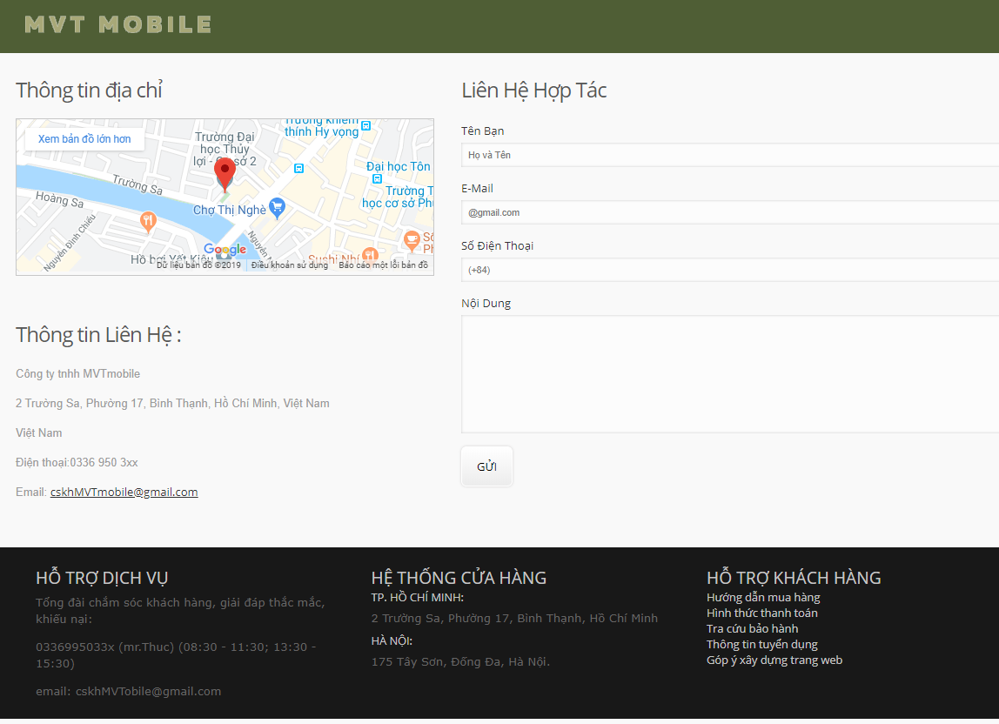 MVT MOBILE
Thông tin địa chỉ
Xem bản đồ lớn hơn
Trường Đại
học Thủy
lợi - Cơ sở 2
Trường khiếm
thính Hy vọng
Đại học Tôn
Trường T
học cơ sở Phú
Trường Sa
Hoàng Sa
Chợ Thị Nghè
Nguyễn Đình Chiểu
Hồ bơi Yết Kiêu
Google
Sushi Nhí
Dữ liệu bản đồ ©2019
Điều khoản sử dụng
Báo cáo một lỗi bản đồ
Thông tin Liên Hệ :
Công ty tnhh MVTmobile
2 Trường Sa, Phường 17, Bình Thạnh, Hồ Chí Minh, Việt Nam
Việt Nam
Điện thoại:0336 950 3xx
Email: cskhMVTmobile@gmail.com
Liên Hệ Hợp Tác
Tên Bạn
Họ và Tên
E-Mail
@gmail.com
Số Điện Thoại
(+84)
Nội Dung
GỬI
HỖ TRỢ DỊCH VỤ
Tổng đài chăm sóc khách hàng, giải đáp thắc mắc,
khiếu nại:
0336995033x (mr.Thuc) (08:30 - 11:30; 13:30 -
15:30)
email: cskhMVTobile@gmail.com
HỆ THỐNG CỬA HÀNG
TP. HỒ CHÍ MINH:
2 Trường Sa, Phường 17, Bình Thạnh, Hồ Chí Minh
HÀ NỘI:
175 Tây Sơn, Đống Đa, Hà Nội.
HỖ TRỢ KHÁCH HÀNG
Hướng dẫn mua hàng
Hình thức thanh toán
Tra cứu bảo hành
Thông tin tuyển dụng
Góp ý xây dựng trang web